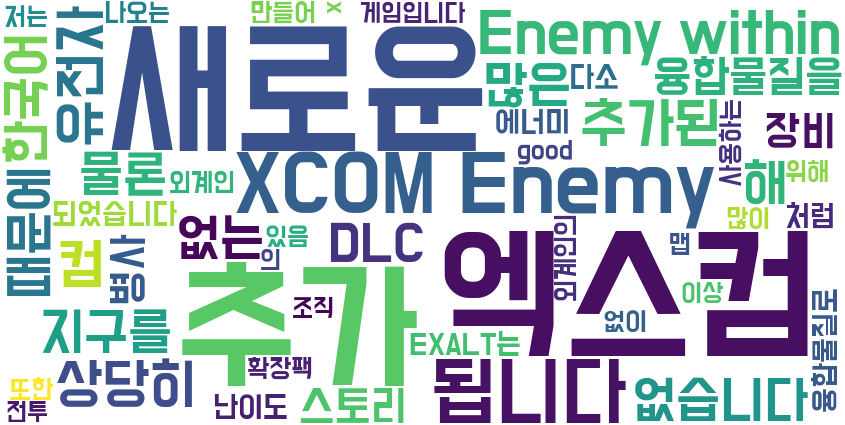 저는
나오는
만들어
x
게임입니다
Enemy within
한국어
유전자
새로운
많은
다소
융합물질을
에너미
추가된
사용하는
장비
good
물론
외계인
XCOM Enemy
해
위해
때문에
되었습니다
없는
있음
인
DLC
외계인의
많이
처럼
컴
병사
추가
엑스컴
맵
이상
조직
지구를
없이
EXALT는
융합물질로
확장팩
상당히
됩니다
없습니다
또한
전투
난이도
스토리